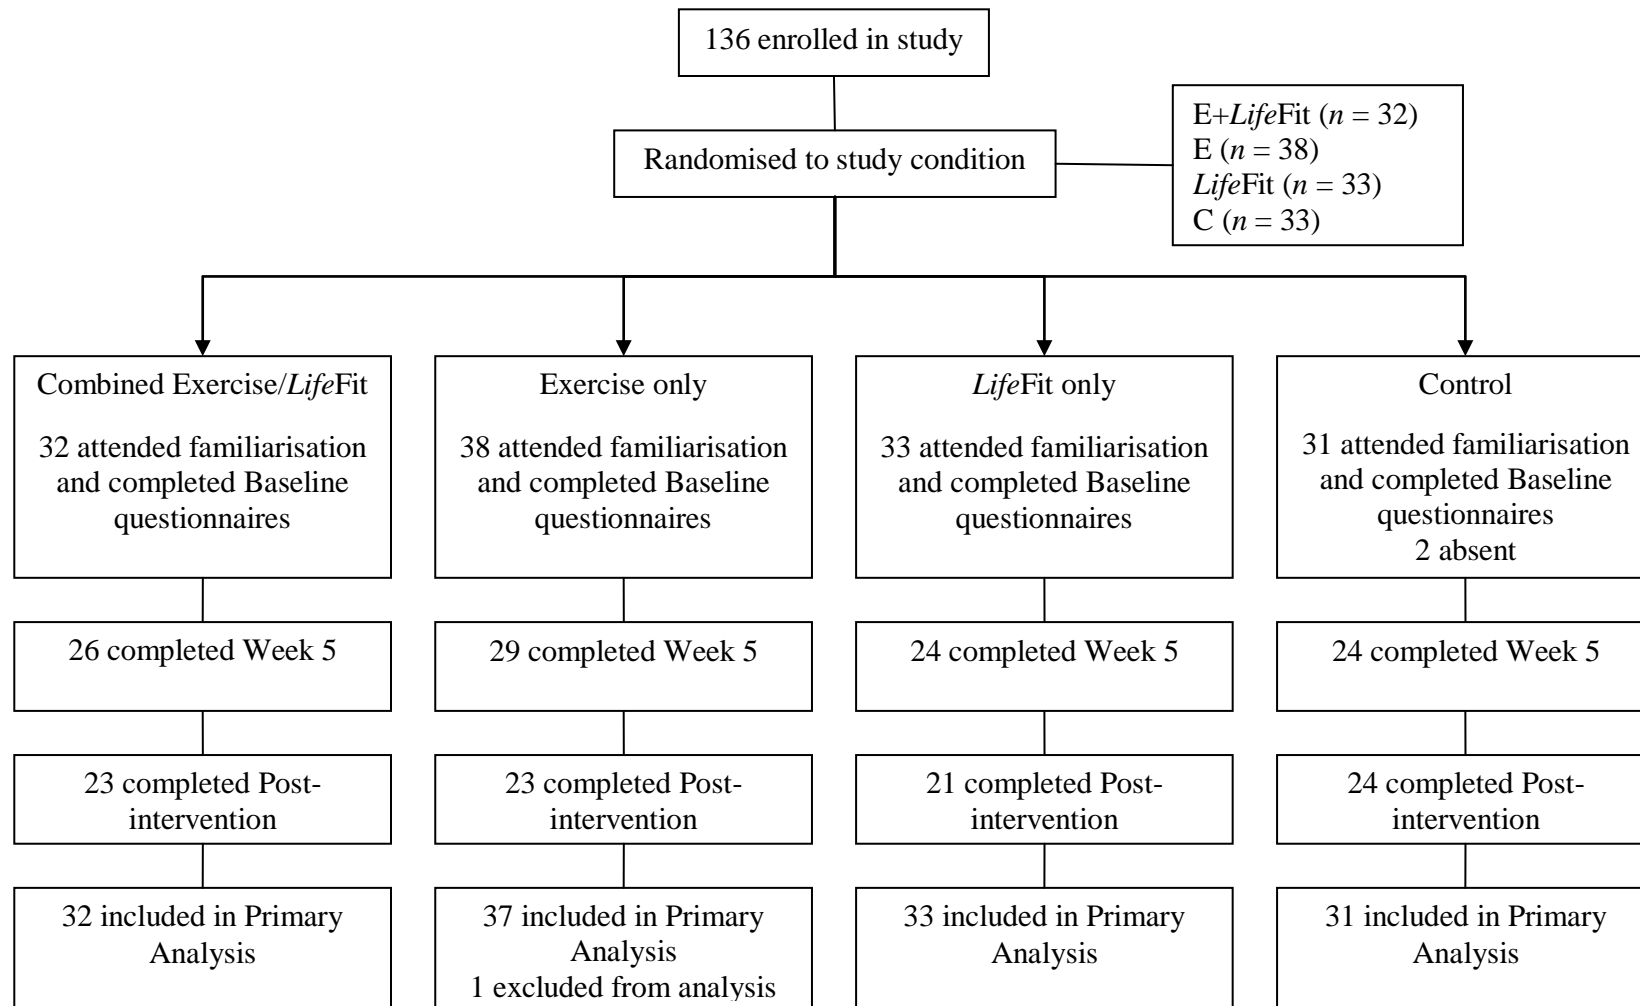 136 enrolled in study
Randomised to study condition
E+LifeFit (n = 32)
E (n = 38)
LifeFit (n = 33)
C (n = 33)
Combined Exercise/LifeFit
32 attended familiarisation
and completed Baseline
questionnaires
Exercise only
38 attended familiarisation
and completed Baseline
questionnaires
LifeFit only
33 attended familiarisation
and completed Baseline
questionnaires
Control
31 attended familiarisation
and completed Baseline
questionnaires
2 absent
26 completed Week 5
29 completed Week 5
24 completed Week 5
24 completed Week 5
23 completed Post-
intervention
23 completed Post-
intervention
21 completed Post-
intervention
24 completed Post-
intervention
32 included in Primary
Analysis
37 included in Primary
Analysis
1 excluded from analysis
33 included in Primary
Analysis
31 included in Primary
Analysis